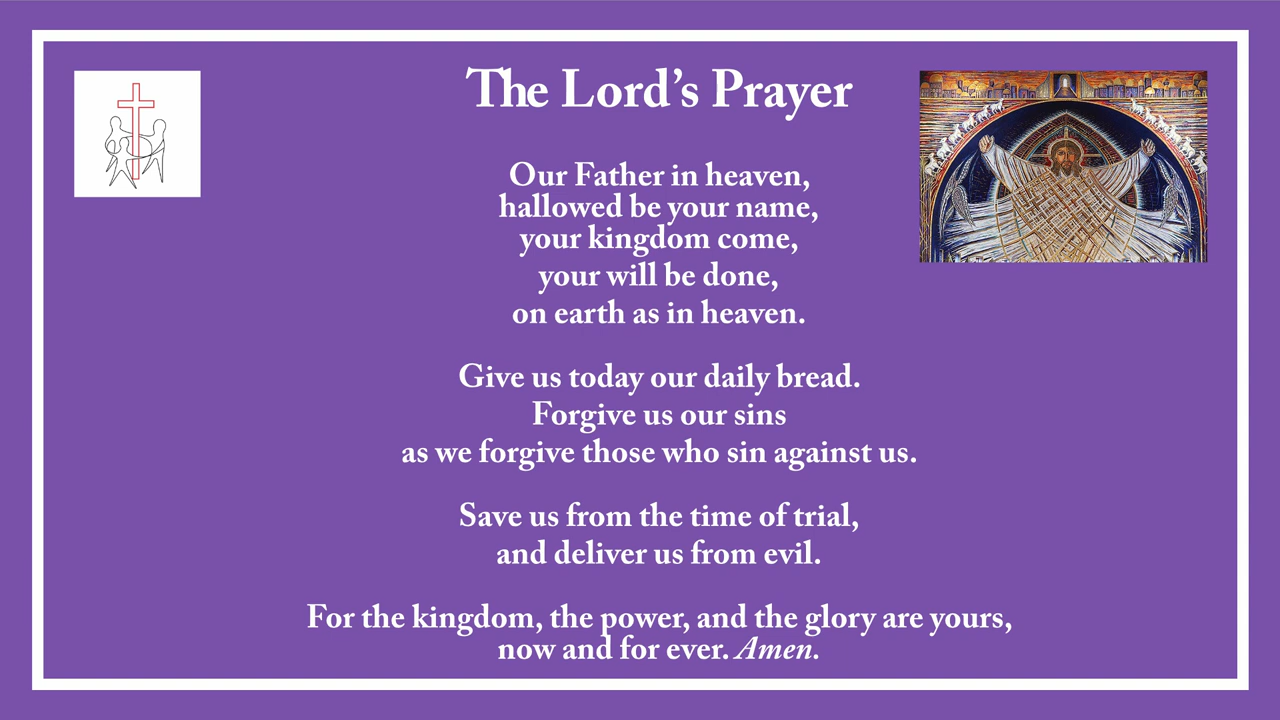 The Lord’s Prayer
Our Father in heaven,
hallowed be your name,
your kingdom come,
your will be done,
on earth as in heaven.
Give us today our daily bread.
Forgive us our sins
as we forgive those who sin against us.
Save us from the time of trial,
and deliver us from evil.
For the kingdom, the power, and the glory are yours,
now and for ever. Amen.